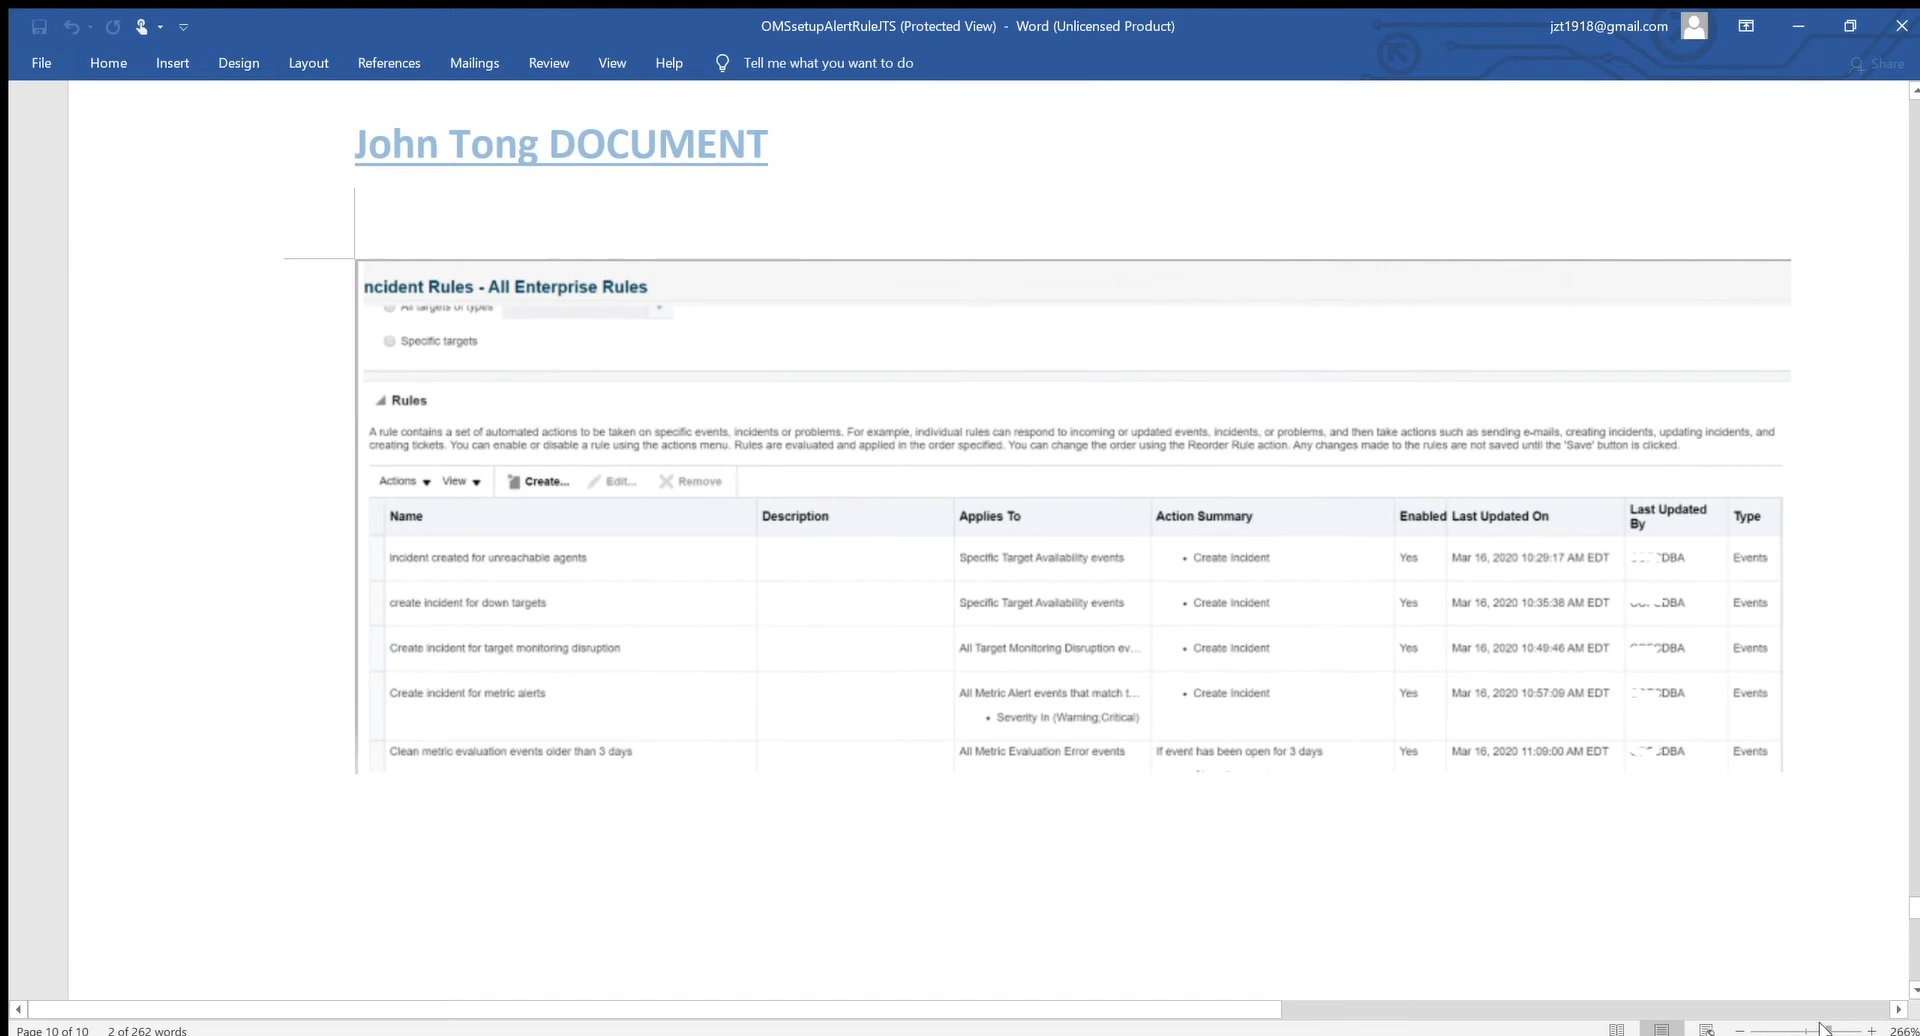 OMSsetupAlertRuleJTS (Protected View) - Word (Unlicensed Product)
jzt1918@gmail.com
File Home Insert Design Layout References Mailings Review View Help Tell me what you want to do
Share
John Tong DOCUMENT
ncident Rules - All Enterprise Rules
All targets of types
Specific targets
Rules
A rule contains a set of automated actions to be taken on specific events, incidents or problems. For example, individual rules can respond to incoming or updated events, incidents, or problems, and then take actions such as sending e-mails, creating incidents, updating incidents, and
creating tickets. You can enable or disable a rule using the actions menu. Rules are evaluated and applied in the order specified. You can change the order using the Reorder Rule action. Any changes made to the rules are not saved until the 'Save' button is clicked.
Actions View Create... Edit... Remove
Name Description Applies To Action Summary Enabled Last Updated On Last Updated By Type
Incident created for unreachable agents Specific Target Availability events • Create Incident Yes Mar 16, 2020 10:29:17 AM EDT DBA Events
create incident for down targets Specific Target Availability events • Create Incident Yes Mar 16, 2020 10:35:38 AM EDT DBA Events
Create incident for target monitoring disruption All Target Monitoring Disruption ev... • Create Incident Yes Mar 16, 2020 10:49:46 AM EDT DBA Events
Create incident for metric alerts All Metric Alert events that match t... • Create Incident Yes Mar 16, 2020 10:57:09 AM EDT DBA Events
• Severity In (Warning;Critical)
Clean metric evaluation events older than 3 days All Metric Evaluation Error events If event has been open for 3 days Yes Mar 16, 2020 11:09:00 AM EDT DBA Events
Page 10 of 10 2 of 262 words
266%